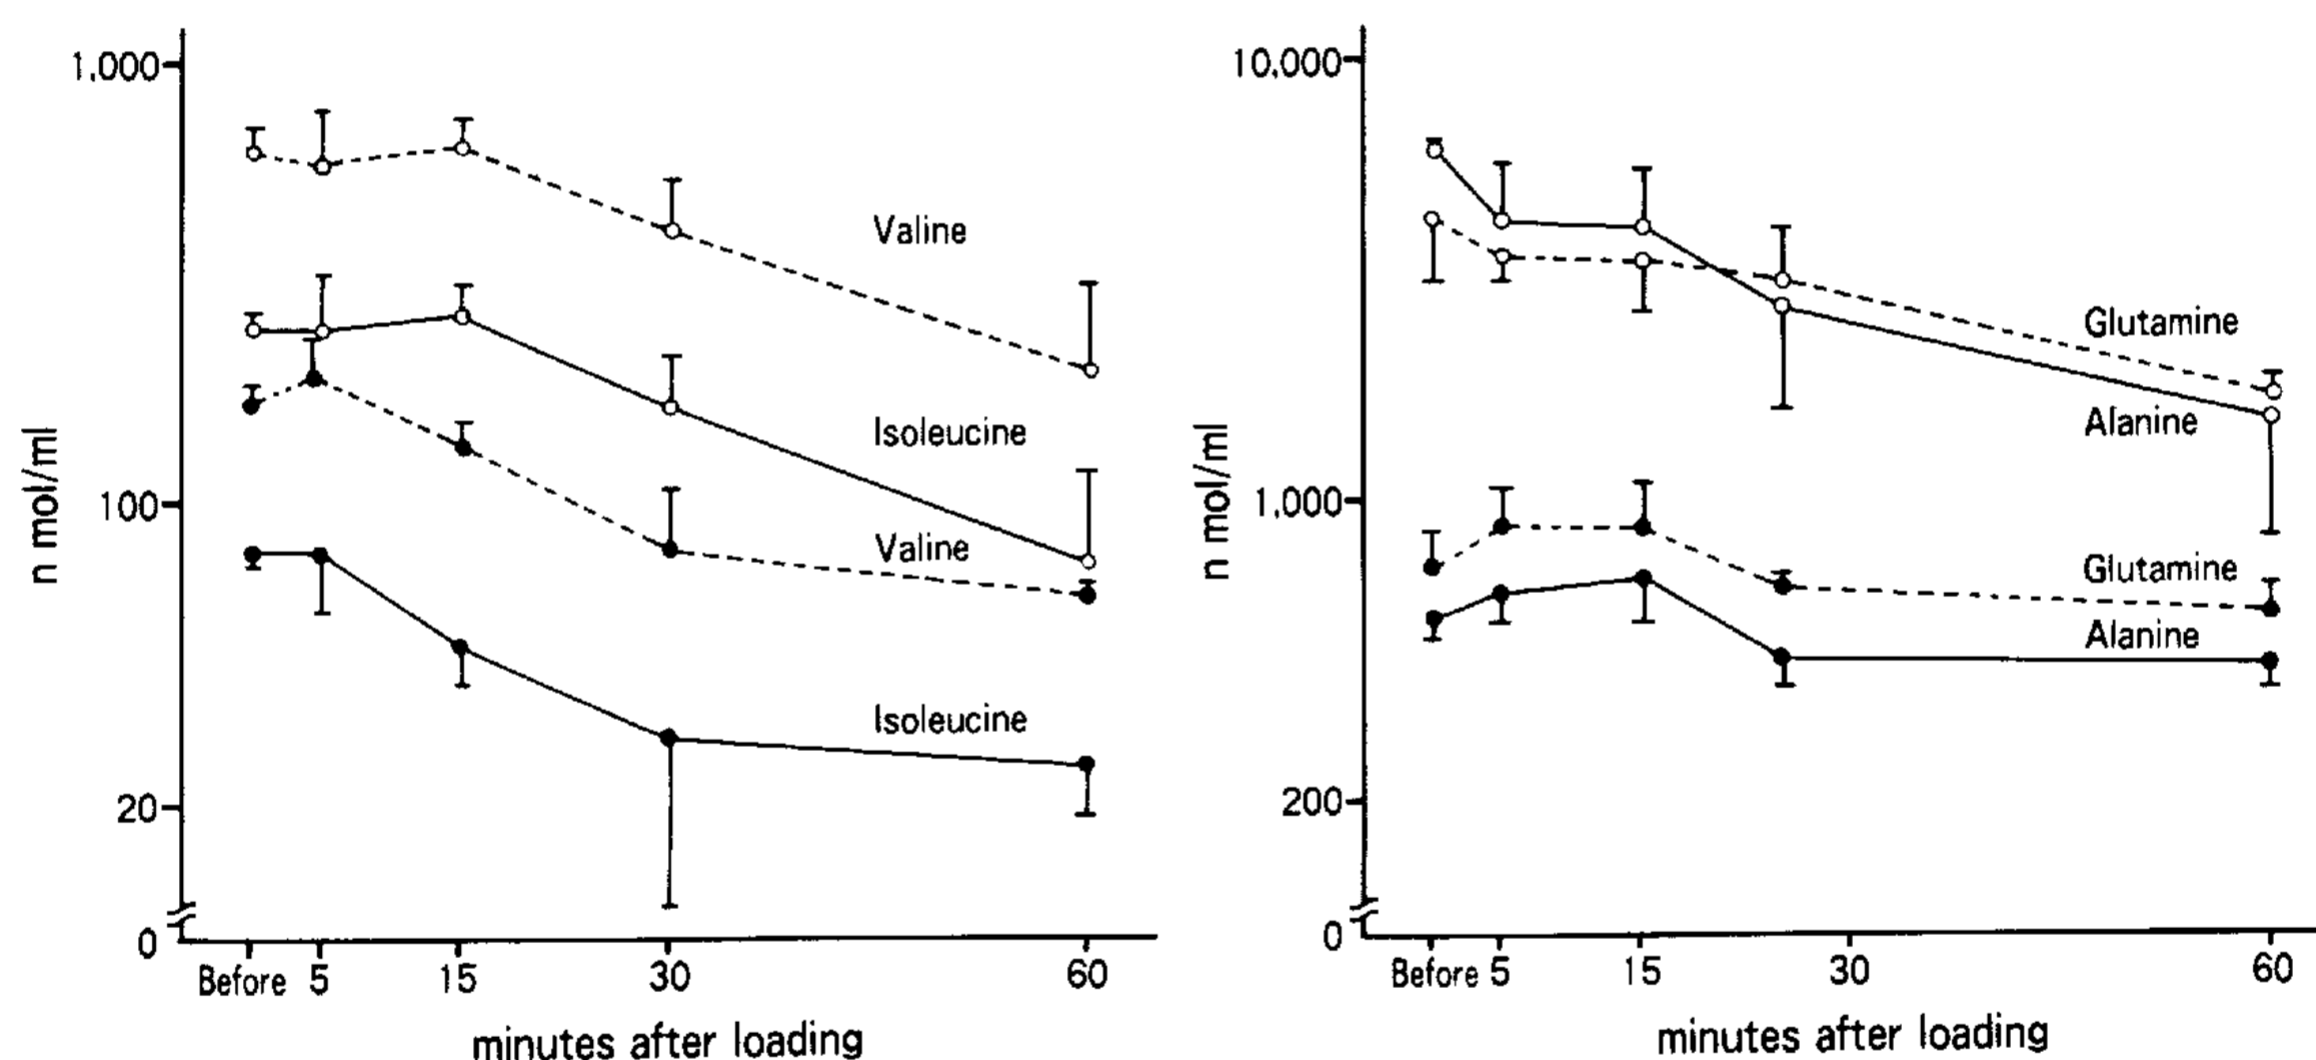 1,000
100
20
0
n mol/ml
Valine
Isoleucine
Valine
Isoleucine
Before 5 15 30 60
minutes after loading
10,000
1,000
200
0
n mol/ml
Glutamine
Alanine
Glutamine
Alanine
Before 5 15 30 60
minutes after loading